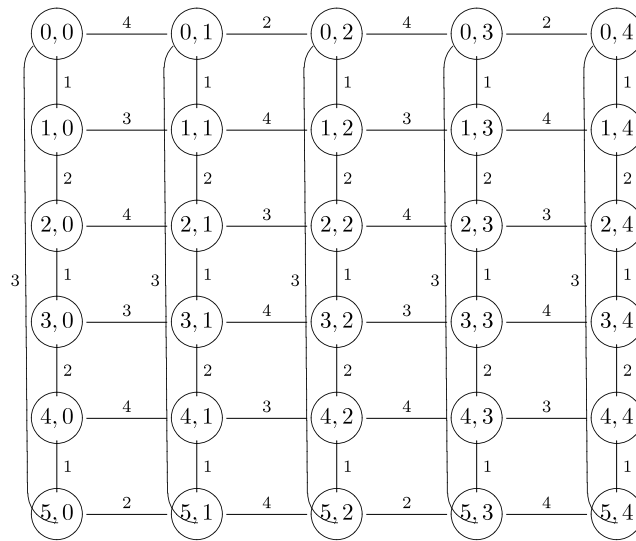 0, 0 4 0, 1 2 0, 2 4 0, 3 2 0, 4
1 1 1 1 1
1, 0 3 1, 1 4 1, 2 3 1, 3 4 1, 4
2 2 2 2 2
2, 0 4 2, 1 3 2, 2 4 2, 3 3 2, 4
3 1 3 1 3 1 3 1 3 1
3, 0 3 3, 1 4 3, 2 3 3, 3 4 3, 4
2 2 2 2 2
4, 0 4 4, 1 3 4, 2 4 4, 3 3 4, 4
1 1 1 1 1
5, 0 2 5, 1 4 5, 2 2 5, 3 4 5, 4